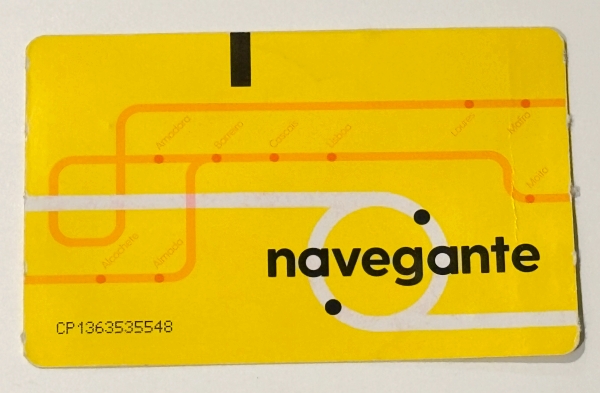 Amadora
Barreiro
Cascais
Lisboa
Loures
Mafra
Moita
Alcochete
Almada
navegante
CP1363535548